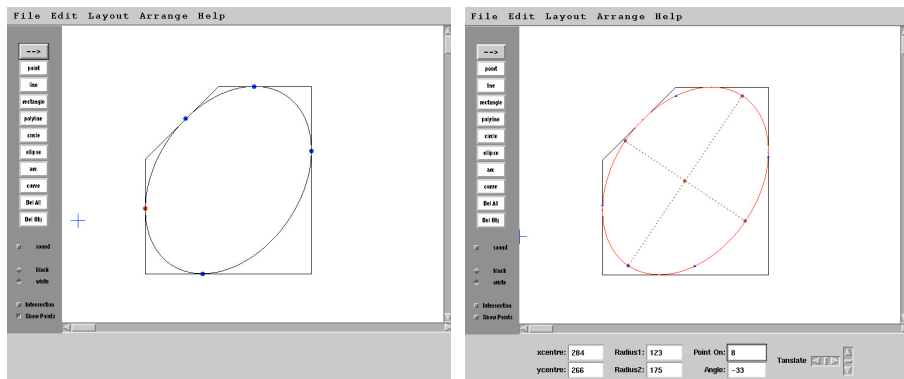 File Edit Layout Arrange Help
-->
point
line
rectangle
polyline
circle
elipse
arc
curve
Del All
Del Obj
sound
black
white
Intersection
Show Points
File Edit Layout Arrange Help
-->
point
line
rectangle
polyline
circle
elipse
arc
curve
Del All
Del Obj
sound
black
white
Intersection
Show Points
xcentre: 284 Radius1: 123 Point On: 8 Tanslate
ycentre: 266 Radius2: 175 Angle: -33